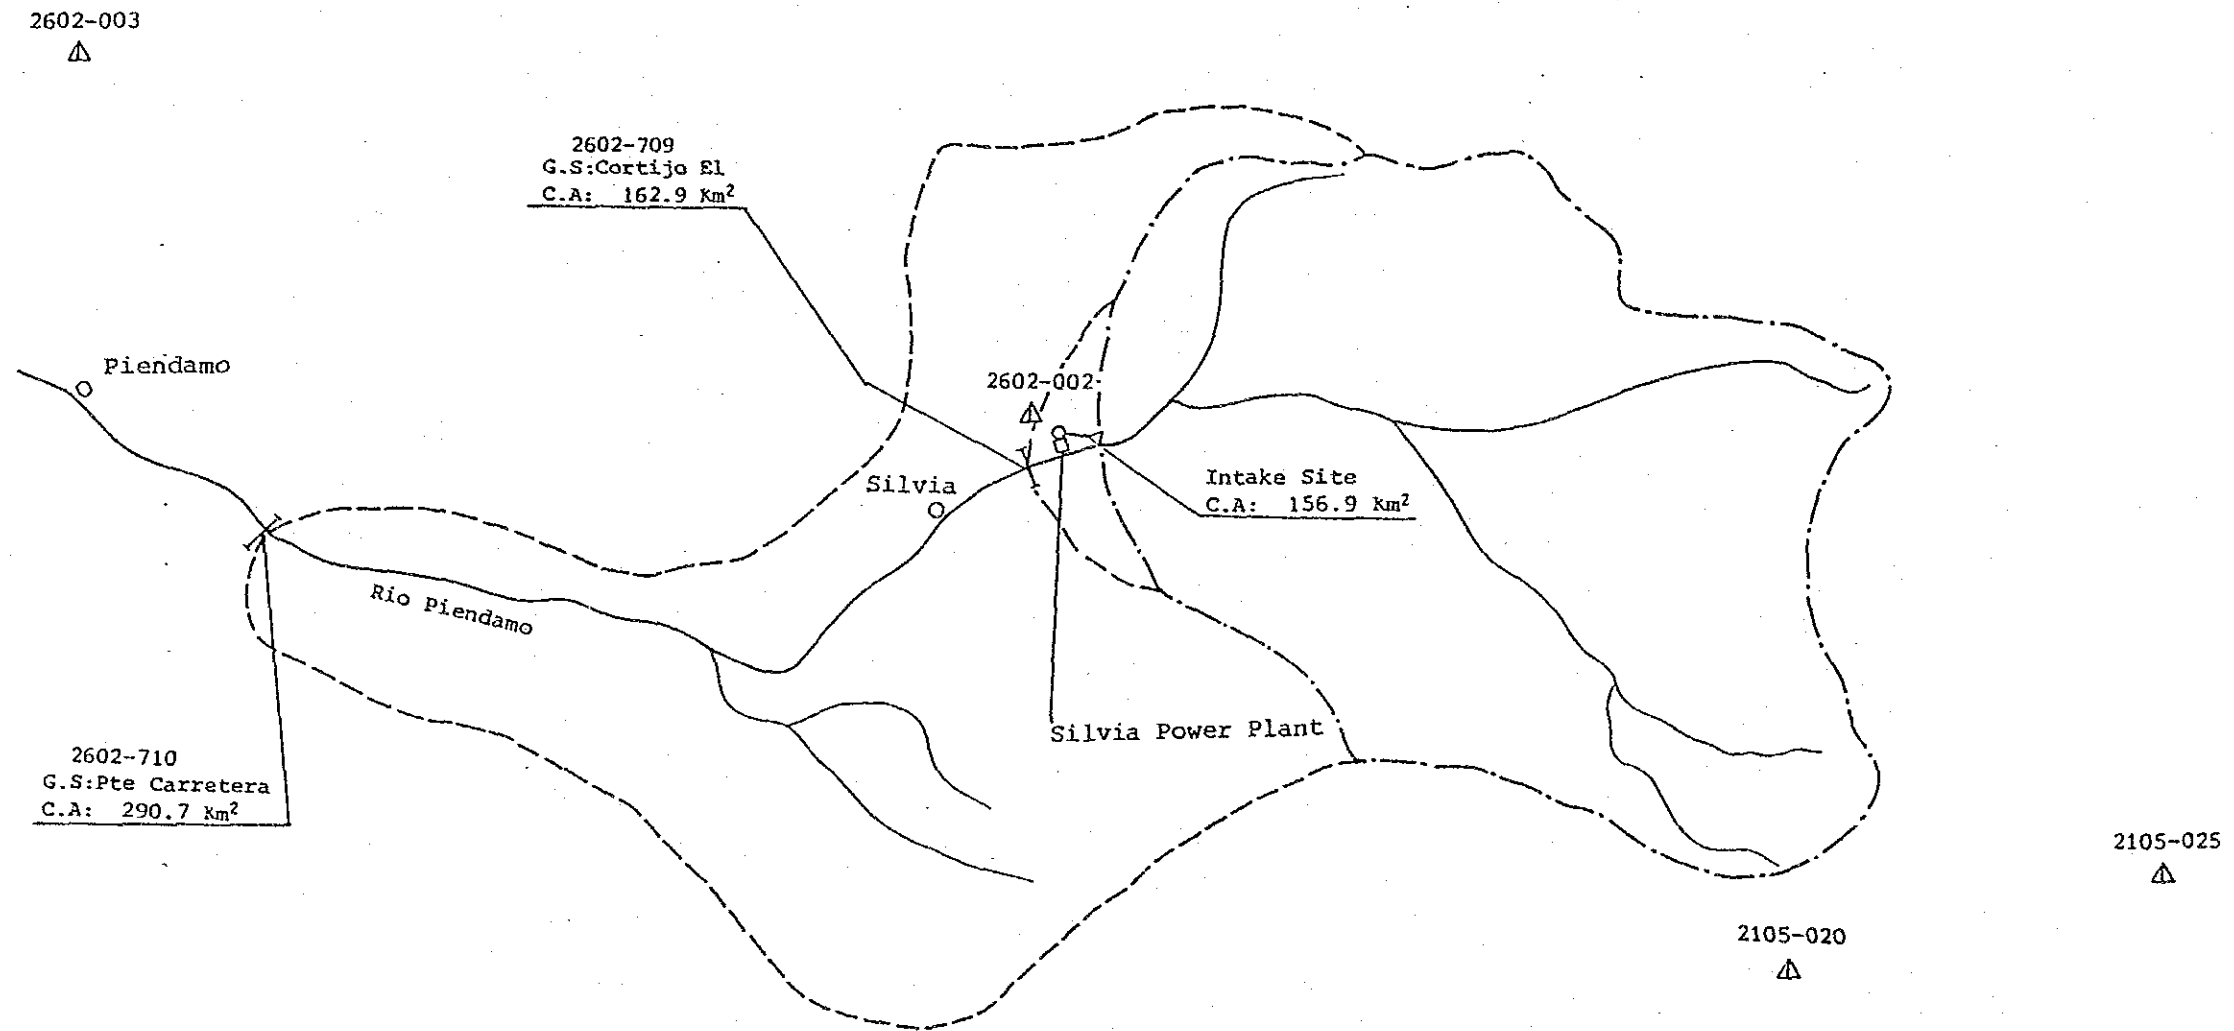 2602-003
2602-709
G.S:Cortijo El
C.A: 162.9 Km²
Piendamo
2602-002
Silvia
Intake Site
C.A: 156.9 Km²
Rio Piendamo
Silvia Power Plant
2602-710
G.S:Pte Carretera
C.A: 290.7 Km²
2105-025
2105-020